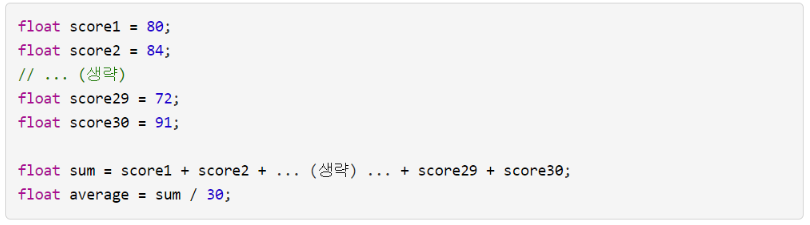 float score1 = 80;
float score2 = 84;
// ... (생략)
float score29 = 72;
float score30 = 91;
float sum = score1 + score2 + ... (생략) ... + score29 + score30;
float average = sum / 30;